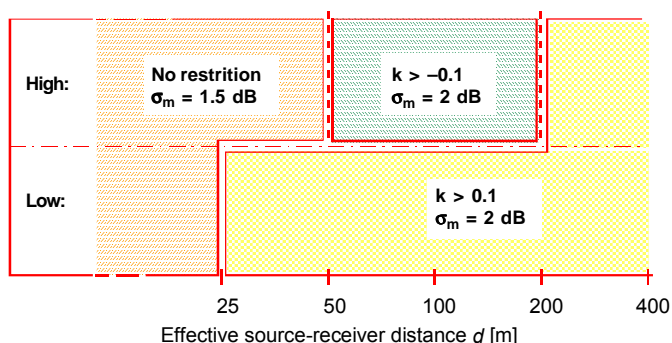 High:
No restrition
σm = 1.5 dB
k > –0.1
σm = 2 dB
Low:
k > 0.1
σm = 2 dB
25 50 100 200 400
Effective source-receiver distance d [m]